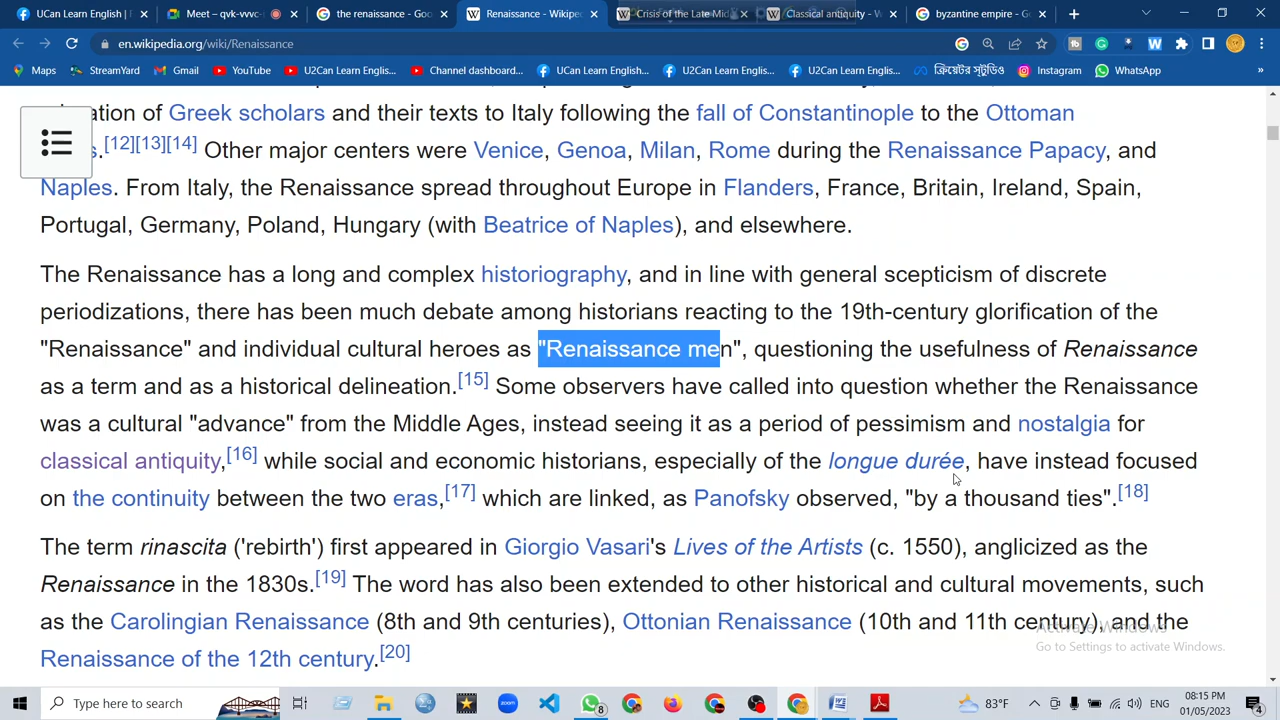 UCan Learn English | F
Meet – qvk-vvvc-
the renaissance - Goo
Renaissance - Wikipe
Crisis of the Late Mid
Classical antiquity - W
byzantine empire - Go
en.wikipedia.org/wiki/Renaissance
Maps StreamYard Gmail YouTube U2Can Learn Englis... Channel dashboard... UCan Learn English... U2Can Learn Englis... U2Can Learn Englis... ক্রিয়েটর স্টুডিও Instagram WhatsApp »
of Greek scholars and their texts to Italy following the fall of Constantinople to the Ottoman
.[12][13][14] Other major centers were Venice, Genoa, Milan, Rome during the Renaissance Papacy, and
Naples. From Italy, the Renaissance spread throughout Europe in Flanders, France, Britain, Ireland, Spain,
Portugal, Germany, Poland, Hungary (with Beatrice of Naples), and elsewhere.
The Renaissance has a long and complex historiography, and in line with general scepticism of discrete
periodizations, there has been much debate among historians reacting to the 19th-century glorification of the
"Renaissance" and individual cultural heroes as "Renaissance men", questioning the usefulness of Renaissance
as a term and as a historical delineation.[15] Some observers have called into question whether the Renaissance
was a cultural "advance" from the Middle Ages, instead seeing it as a period of pessimism and nostalgia for
classical antiquity,[16] while social and economic historians, especially of the longue durée, have instead focused
on the continuity between the two eras,[17] which are linked, as Panofsky observed, "by a thousand ties".[18]
The term rinascita ('rebirth') first appeared in Giorgio Vasari's Lives of the Artists (c. 1550), anglicized as the
Renaissance in the 1830s.[19] The word has also been extended to other historical and cultural movements, such
as the Carolingian Renaissance (8th and 9th centuries), Ottonian Renaissance (10th and 11th century), and the
Renaissance of the 12th century.[20]
Activate Windows
Go to Settings to activate Windows.
Type here to search
8
83°F
ENG
08:15 PM
01/05/2023
4